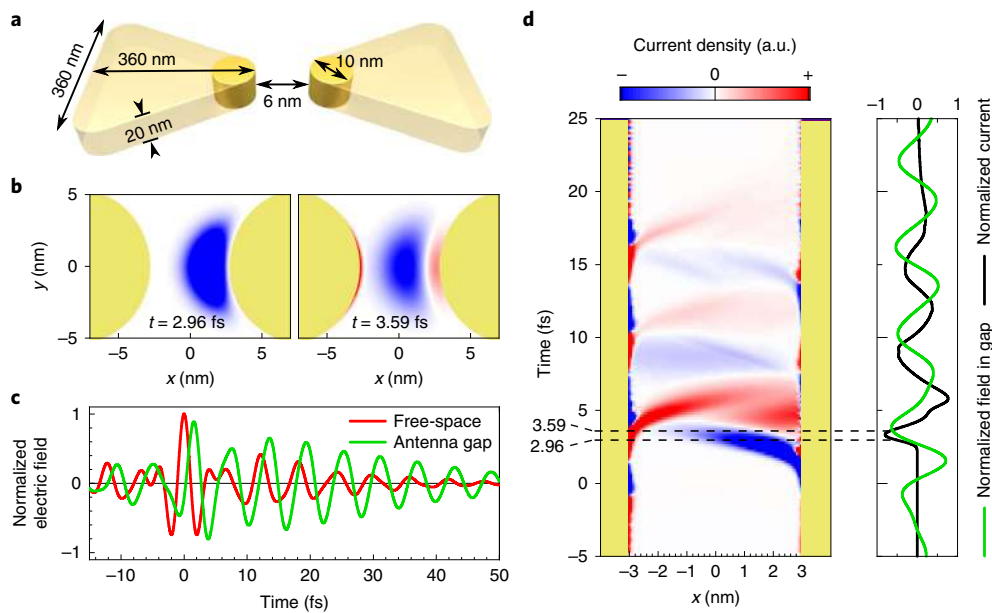 a
360 nm
360 nm
20 nm
6 nm
10 nm
b
y (nm)
5
0
−5
t = 2.96 fs
t = 3.59 fs
−5
0
5
−5
0
5
x (nm)
x (nm)
c
Normalized
electric field
1
0
−1
Free-space
Antenna gap
−10
0
10
20
30
40
50
Time (fs)
d
Current density (a.u.)
−
0
+
Time (fs)
25
20
15
10
5
3.59
2.96
0
−5
−3
−2
−1
0
1
2
3
x (nm)
−1
0
1
Normalized field in gap
Normalized current